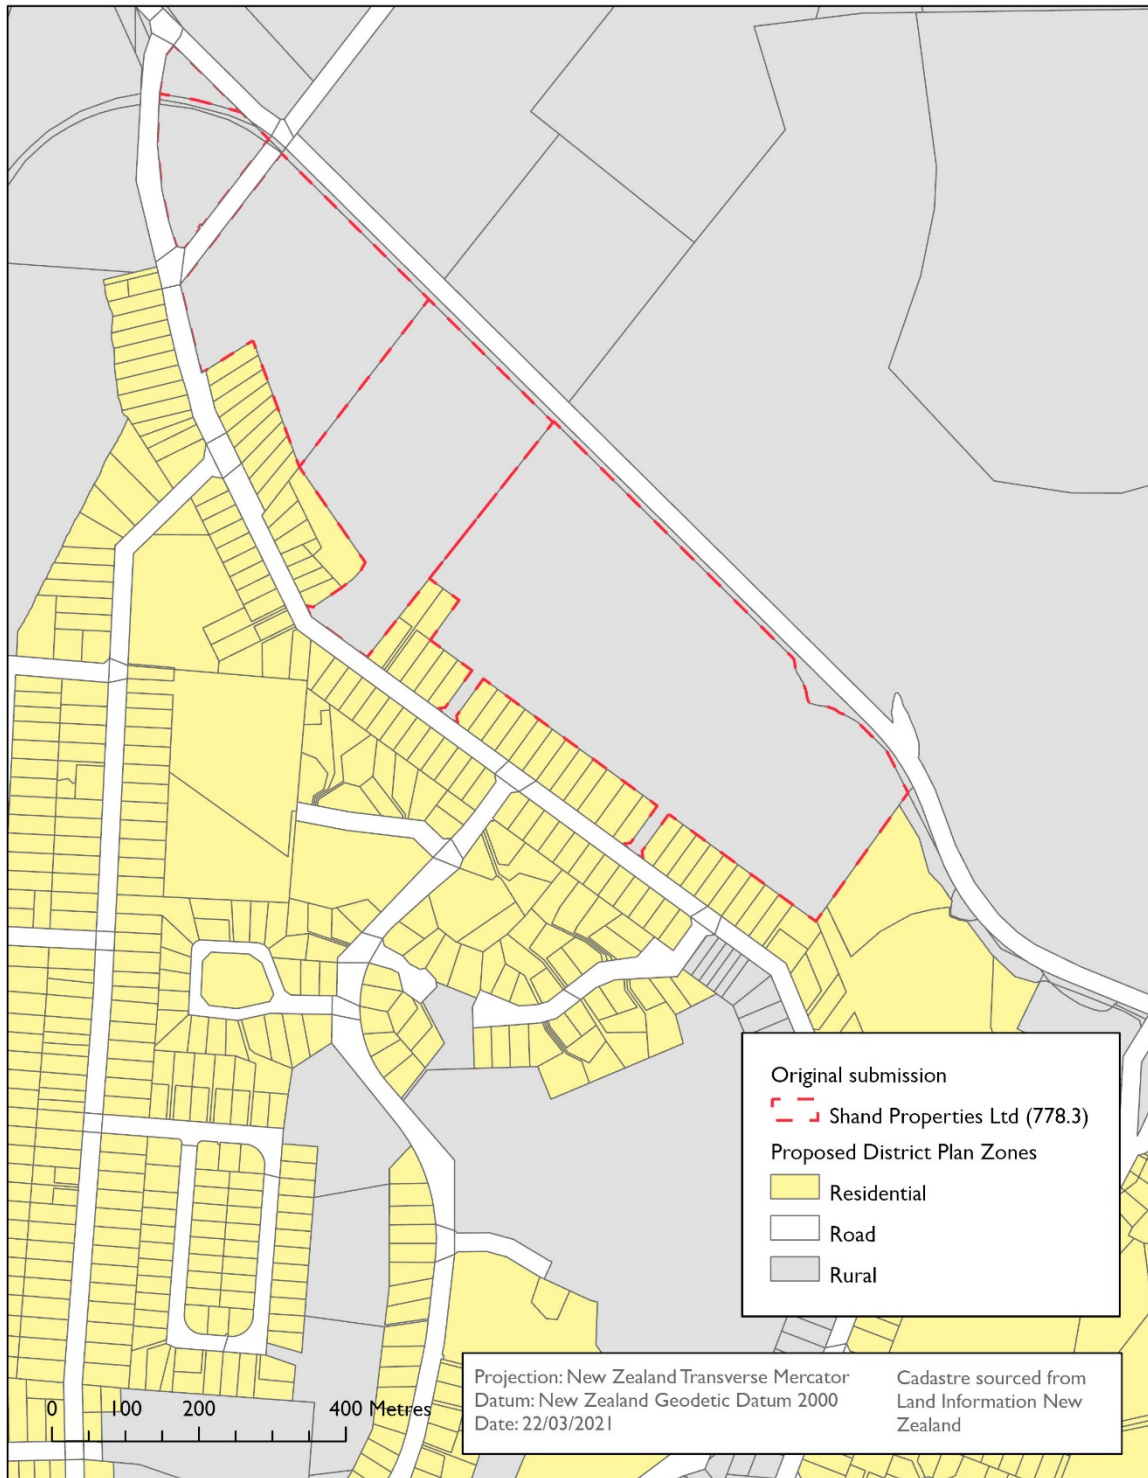 Original submission
Shand Properties Ltd (778.3)
Proposed District Plan Zones
Residential
Road
Rural
Projection: New Zealand Transverse Mercator
Datum: New Zealand Geodetic Datum 2000
Date: 22/03/2021
Cadastre sourced from
Land Information New
Zealand
0 100 200 400 Metres